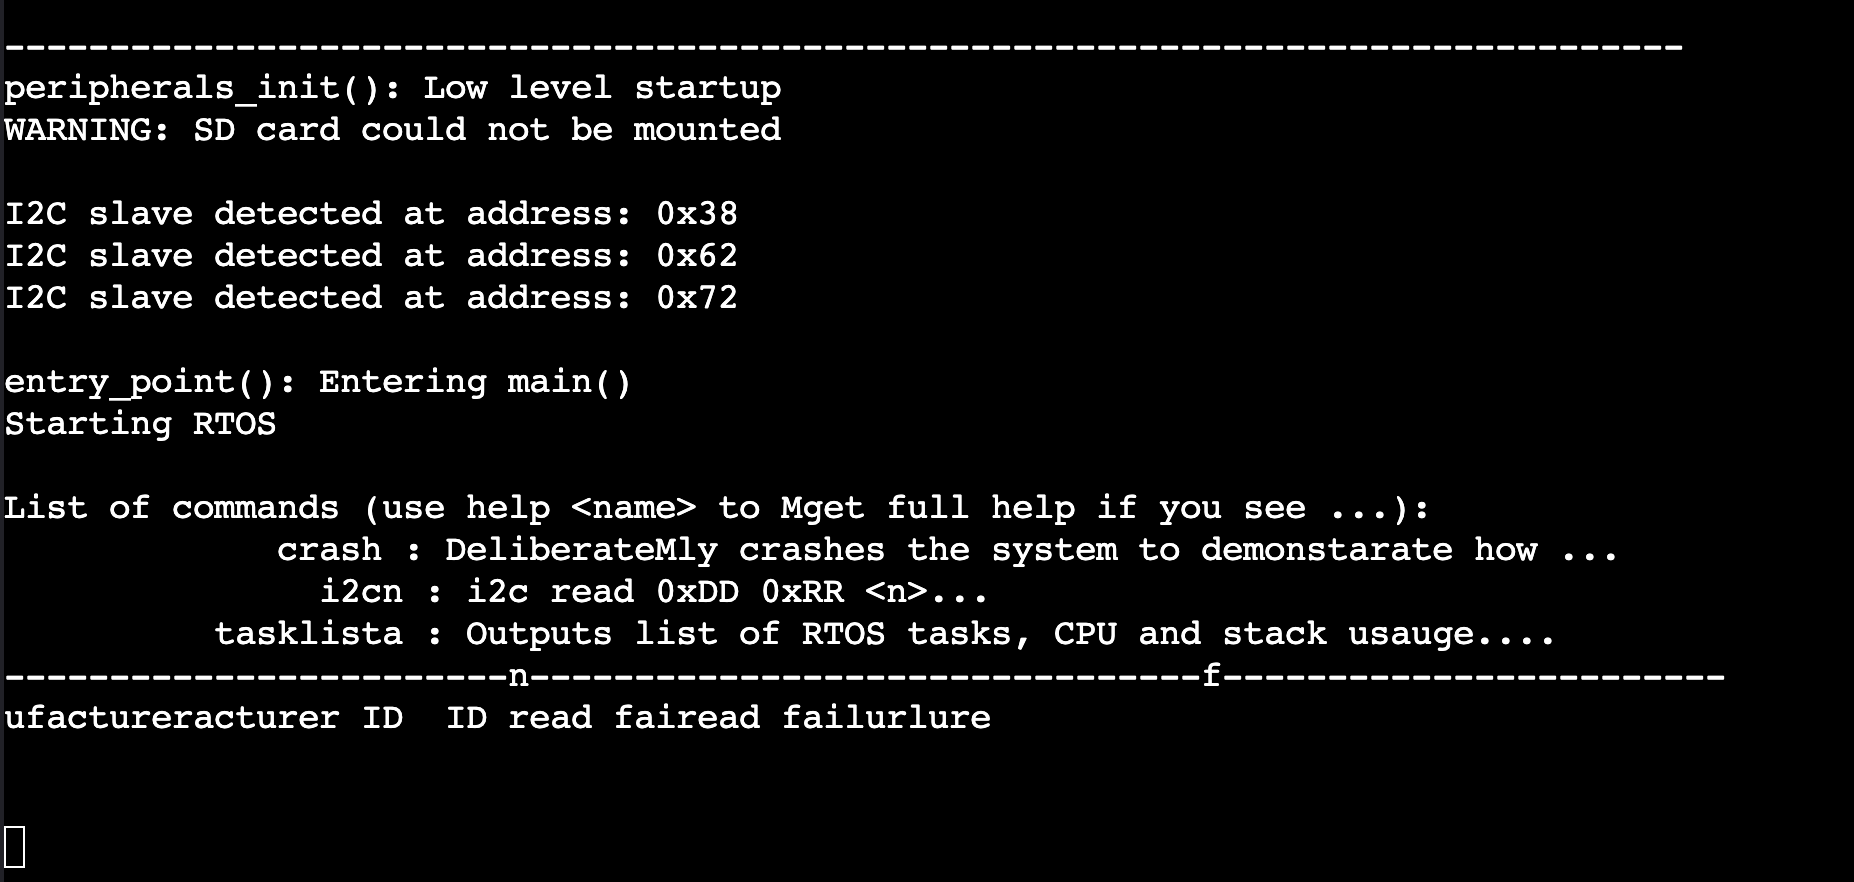 --------------------------------------------------------------------------------
peripherals_init(): Low level startup
WARNING: SD card could not be mounted
I2C slave detected at address: 0x38
I2C slave detected at address: 0x62
I2C slave detected at address: 0x72
entry_point(): Entering main()
Starting RTOS
List of commands (use help <name> to Mget full help if you see ...):
             crash : DeliberateMly crashes the system to demonstarate how ...
               i2cn : i2c read 0xDD 0xRR <n>...
          tasklista : Outputs list of RTOS tasks, CPU and stack usauge....
------------------------n--------------------------------f------------------------
ufactureracturer ID  ID read fairead failurlure